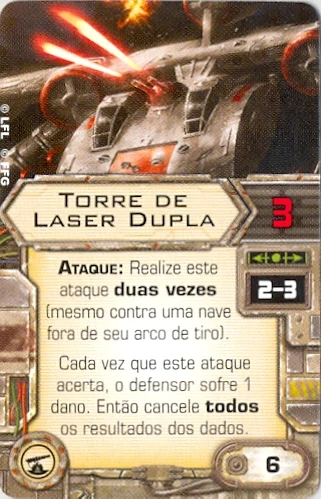 © LFL © FFG
TORRE DE
LASER DUPLA
3
2-3
ATAQUE: Realize este
ataque duas vezes
(mesmo contra uma nave
fora de seu arco de tiro).
Cada vez que este ataque
acerta, o defensor sofre 1
dano. Então cancele todos
os resultados dos dados.
6